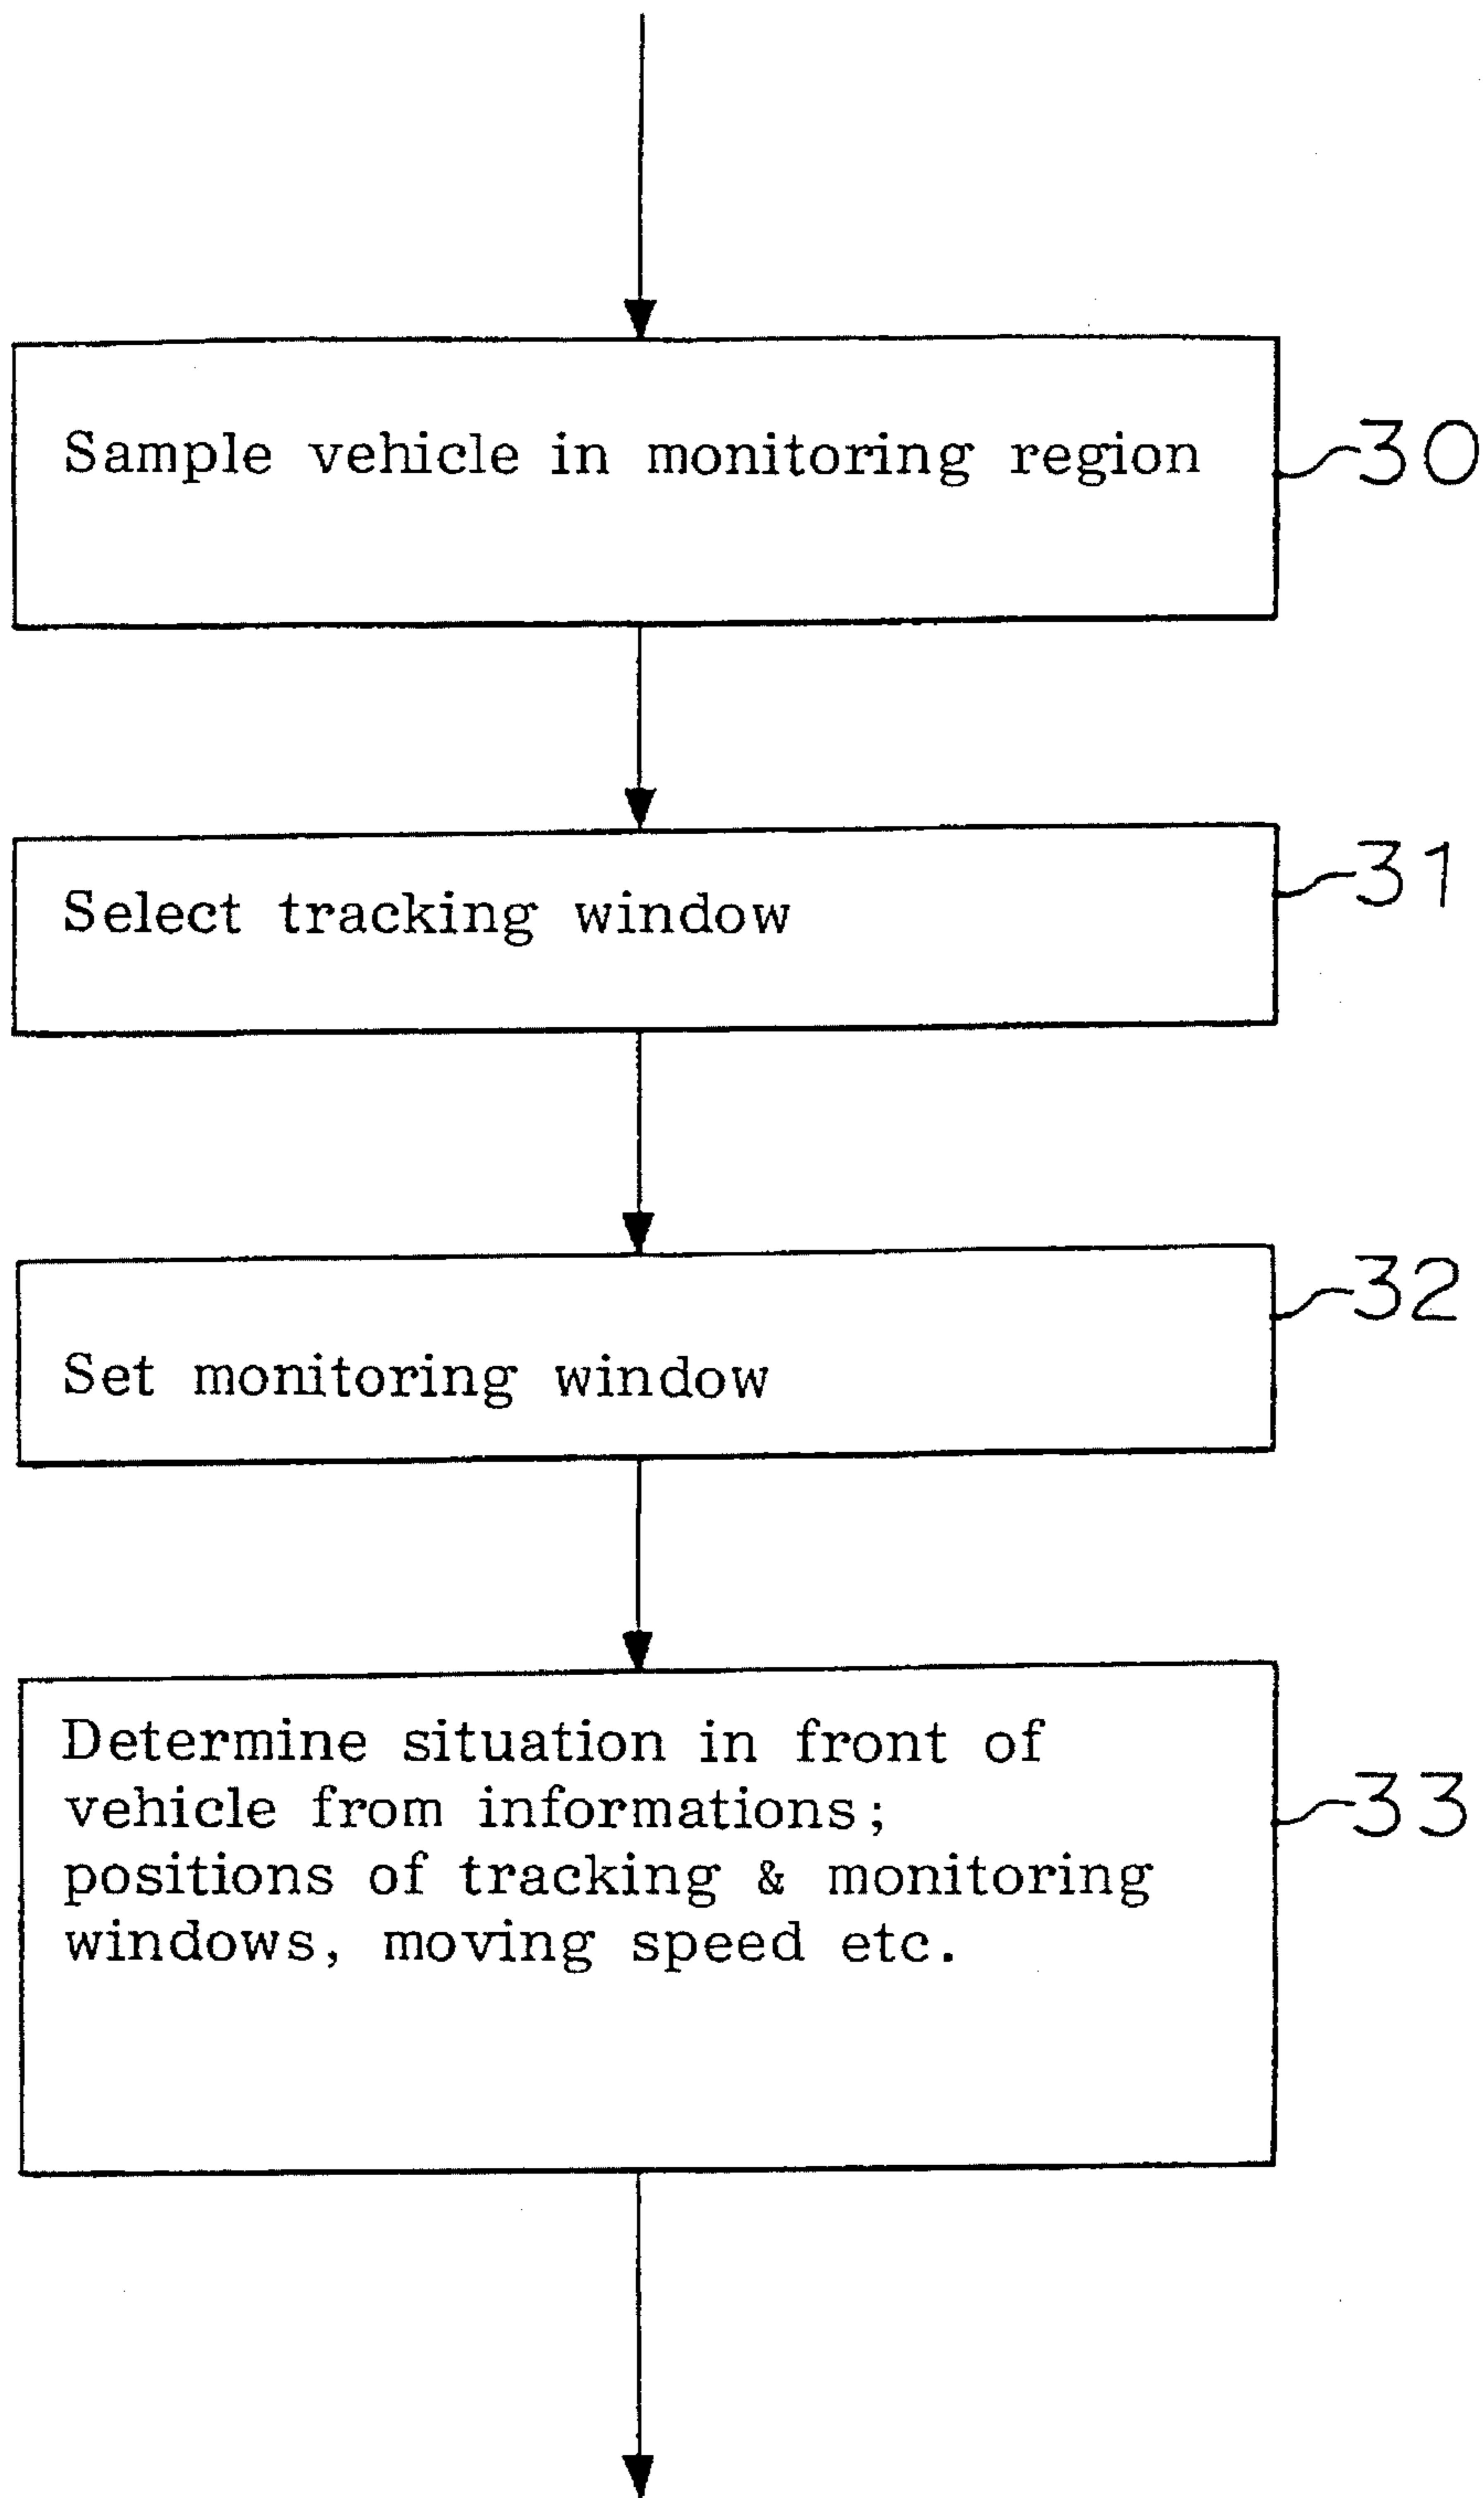 Sample vehicle in monitoring region
30
Select tracking window
31
Set monitoring window
32
Determine situation in front of
vehicle from informations;
positions of tracking & monitoring
windows, moving speed etc.
33